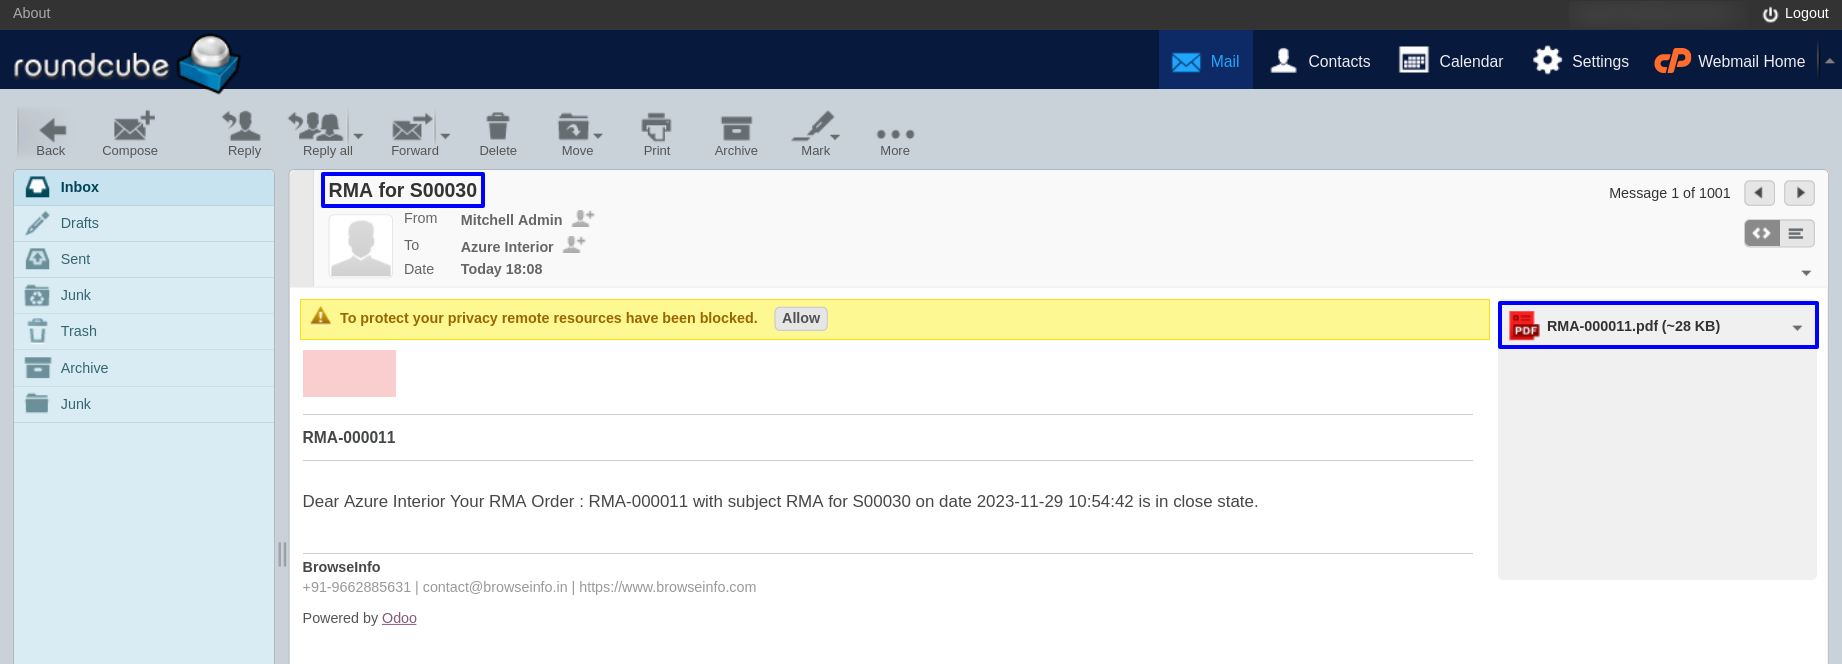 About
Logout
roundcube
Mail Contacts Calendar Settings cP Webmail Home
Back Compose Reply Reply all Forward Delete Move Print Archive Mark More
Inbox
Drafts
Sent
Junk
Trash
Archive
Junk
RMA for S00030
Message 1 of 1001
From Mitchell Admin
To Azure Interior
Date Today 18:08
To protect your privacy remote resources have been blocked. Allow
PDF RMA-000011.pdf (~28 KB)
RMA-000011
Dear Azure Interior Your RMA Order : RMA-000011 with subject RMA for S00030 on date 2023-11-29 10:54:42 is in close state.
BrowseInfo
+91-9662885631 | contact@browseinfo.in | https://www.browseinfo.com
Powered by Odoo